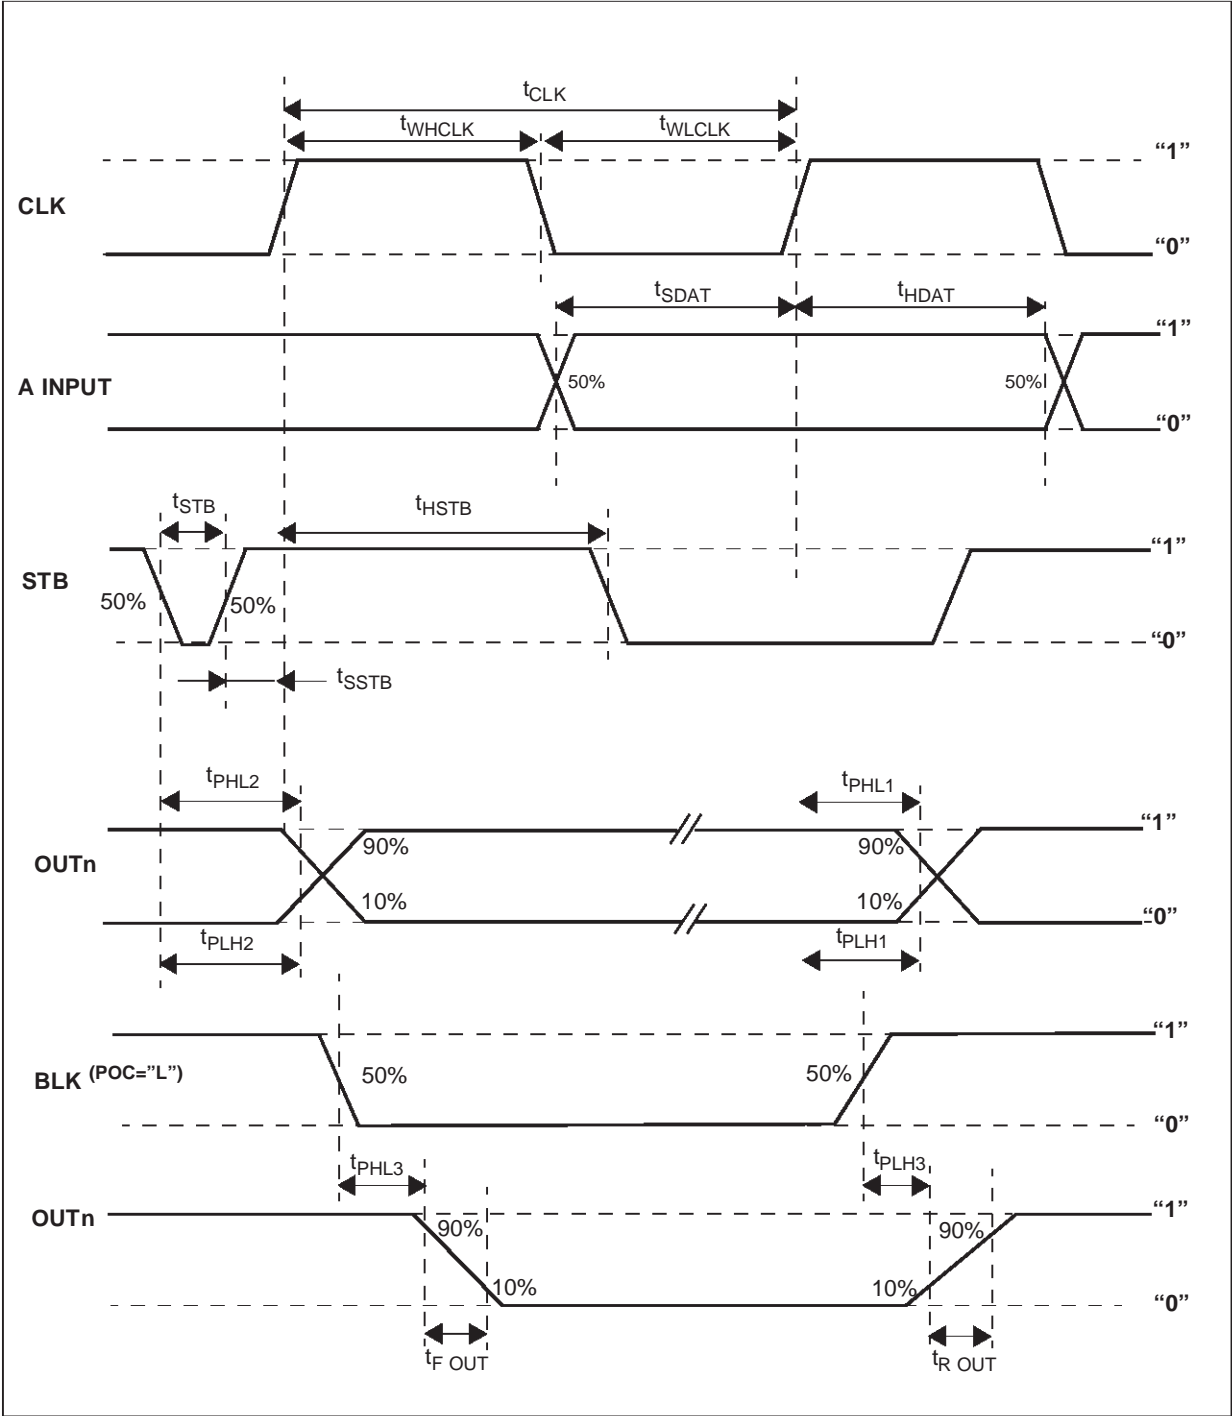 tCLK
tWHCLK tWLCLK
“1”
CLK
“0”
tSDAT tHDAT
“1”
A INPUT 50% 50%
“0”
tSTB tHSTB
“1”
STB
50% 50%
“0”
tSSTB
tPHL2 tPHL1
“1”
90% 90%
OUTn
10% 10%
“0”
tPLH2 tPLH1
“1”
BLK (POC=”L”) 50% 50%
“0”
tPHL3 tPLH3
OUTn “1”
90% 90%
10% 10%
“0”
tF OUT tR OUT